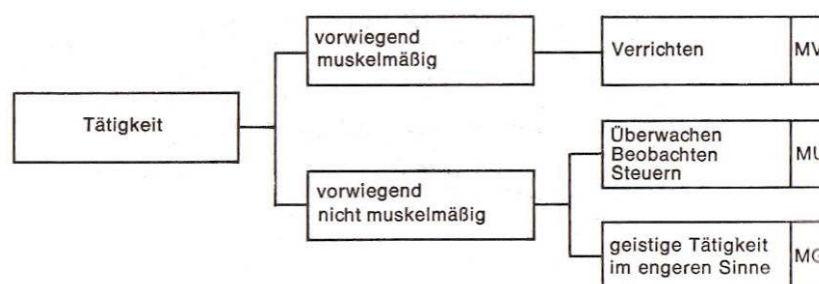 vorwiegend
muskelmäßig
Verrichten
MV
Tätigkeit
Überwachen
Beobachten
Steuern
MU
vorwiegend
nicht muskelmäßig
geistige Tätigkeit
im engeren Sinne
MG